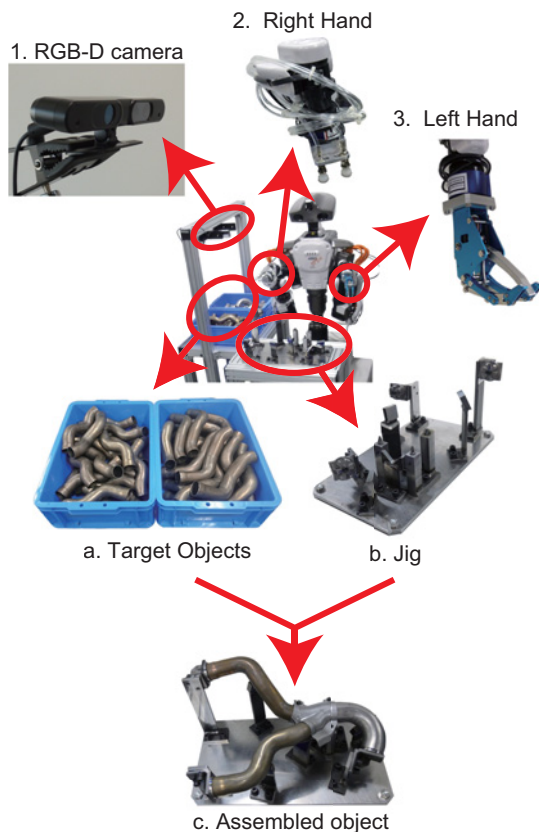 2. Right Hand
1. RGB-D camera
3. Left Hand
a. Target Objects
b. Jig
c. Assembled object